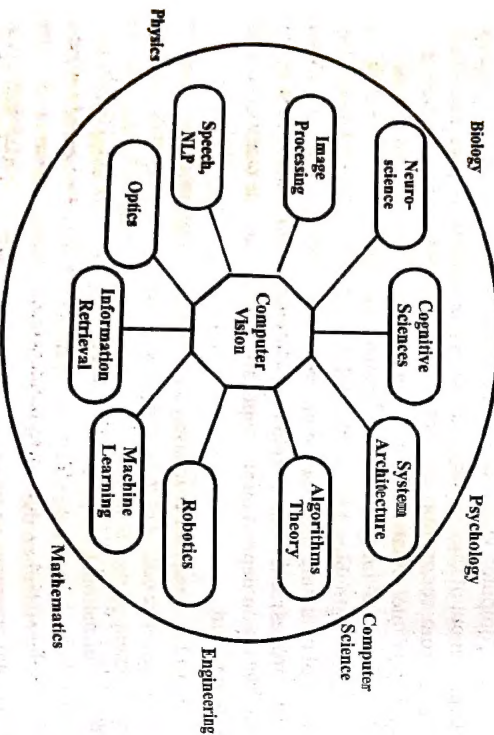 Biology
Psychology
Neuro-
science
Cognitive
Sciences
System
Architecture
Image
Processing
Algorithms
Theory
Computer
Science
Computer
Vision
Speech,
NLP
Robotics
Engineering
Optics
Information
Retrieval
Machine
Learning
Physics
Mathematics